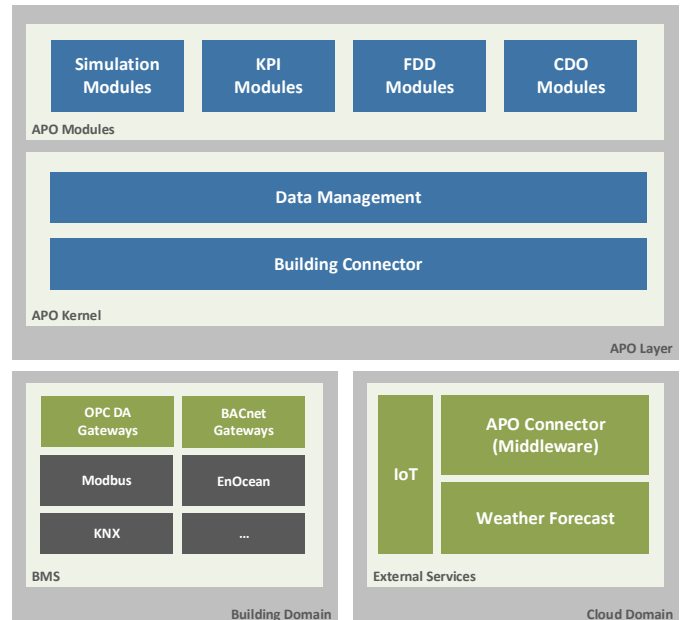 Simulation
Modules
KPI
Modules
FDD
Modules
CDO
Modules
APO Modules
Data Management
Building Connector
APO Kernel
APO Layer
OPC DA
Gateways
BACnet
Gateways
Modbus
EnOcean
KNX
...
BMS
Building Domain
IoT
APO Connector
(Middleware)
Weather Forecast
External Services
Cloud Domain